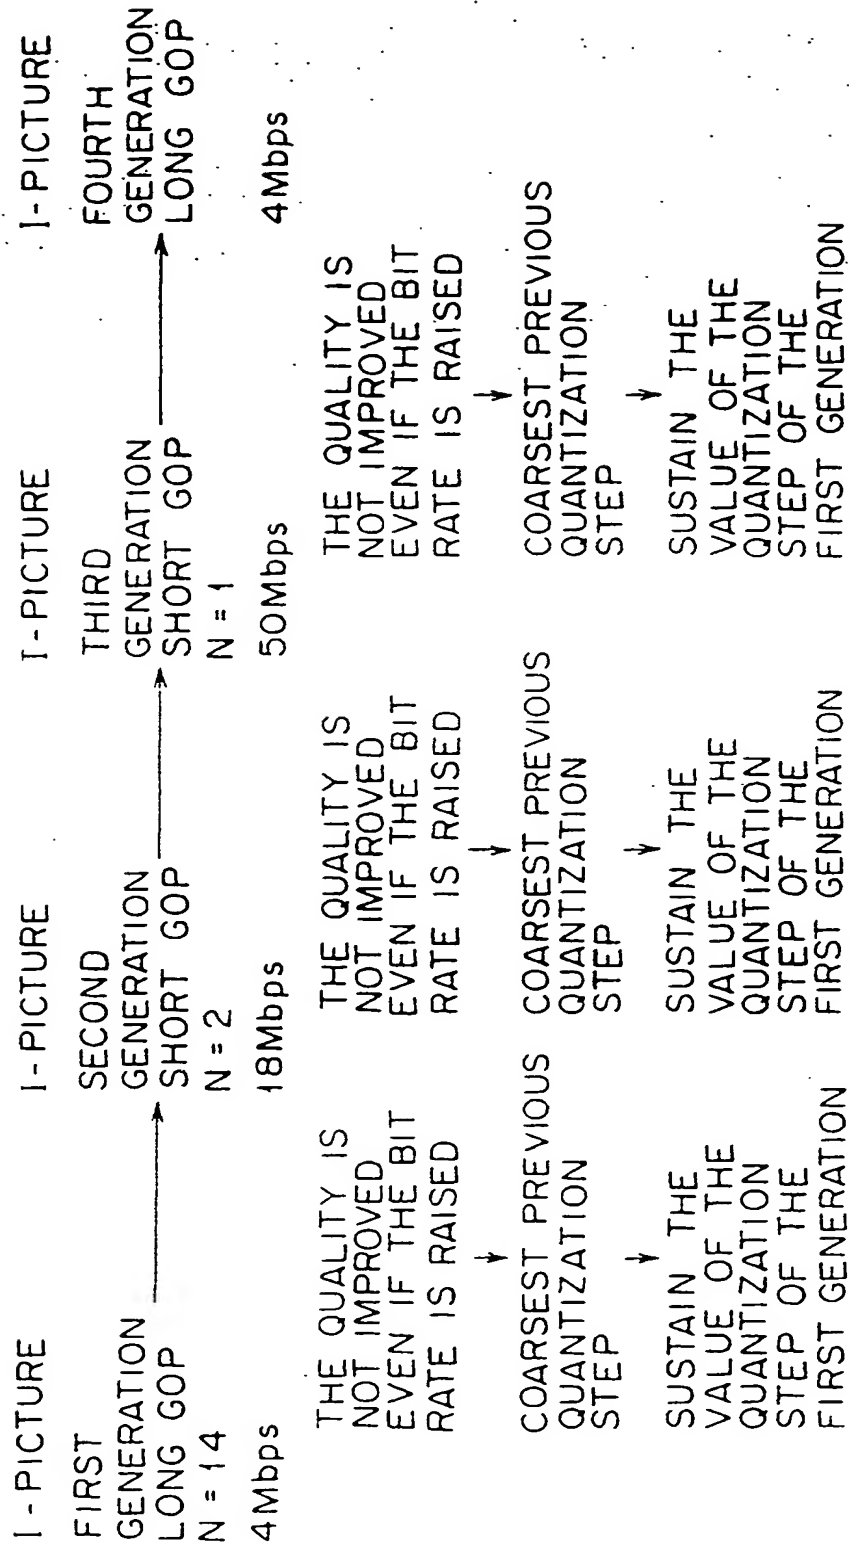 I-PICTURE
FIRST
GENERATION
LONG GOP
N = 14
4Mbps
I-PICTURE
SECOND
GENERATION
SHORT GOP
N = 2
18Mbps
I-PICTURE
THIRD
GENERATION
SHORT GOP
N = 1
50Mbps
I-PICTURE
FOURTH
GENERATION
LONG GOP
4Mbps
THE QUALITY IS
NOT IMPROVED
EVEN IF THE BIT
RATE IS RAISED
COARSEST PREVIOUS
QUANTIZATION
STEP
SUSTAIN THE
VALUE OF THE
QUANTIZATION
STEP OF THE
FIRST GENERATION
THE QUALITY IS
NOT IMPROVED
EVEN IF THE BIT
RATE IS RAISED
COARSEST PREVIOUS
QUANTIZATION
STEP
SUSTAIN THE
VALUE OF THE
QUANTIZATION
STEP OF THE
FIRST GENERATION
THE QUALITY IS
NOT IMPROVED
EVEN IF THE BIT
RATE IS RAISED
COARSEST PREVIOUS
QUANTIZATION
STEP
SUSTAIN THE
VALUE OF THE
QUANTIZATION
STEP OF THE
FIRST GENERATION